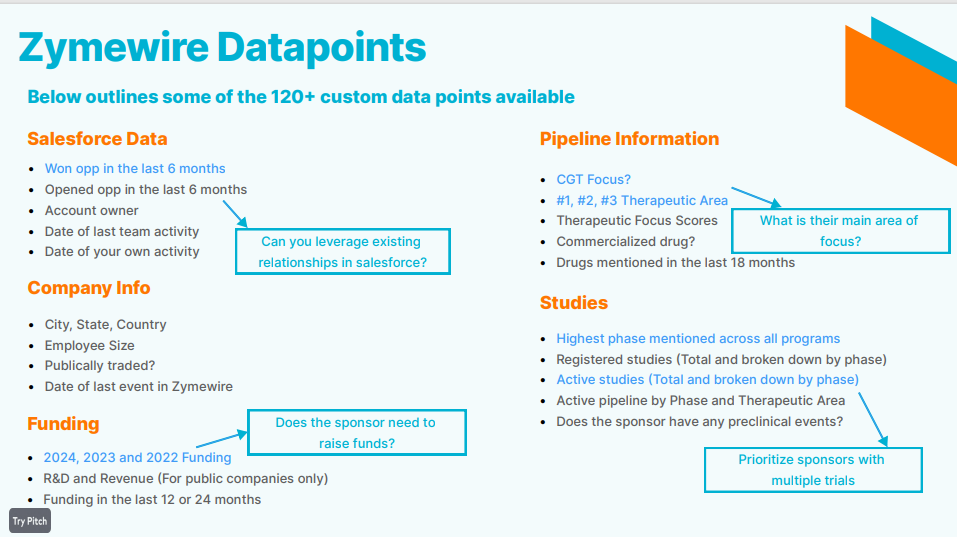 Zymewire Datapoints
Below outlines some of the 120+ custom data points available
Salesforce Data
Won opp in the last 6 months
Opened opp in the last 6 months
Account owner
Date of last team activity
Date of your own activity
Can you leverage existing
relationships in salesforce?
Company Info
City, State, Country
Employee Size
Publically traded?
Date of last event in Zymewire
Funding
Does the sponsor need to
raise funds?
2024, 2023 and 2022 Funding
R&D and Revenue (For public companies only)
Funding in the last 12 or 24 months
Try Pitch
Pipeline Information
CGT Focus?
#1, #2, #3 Therapeutic Area
Therapeutic Focus Scores
Commercialized drug?
Drugs mentioned in the last 18 months
What is their main area of
focus?
Studies
Highest phase mentioned across all programs
Registered studies (Total and broken down by phase)
Active studies (Total and broken down by phase)
Active pipeline by Phase and Therapeutic Area
Does the sponsor have any preclinical events?
Prioritize sponsors with
multiple trials